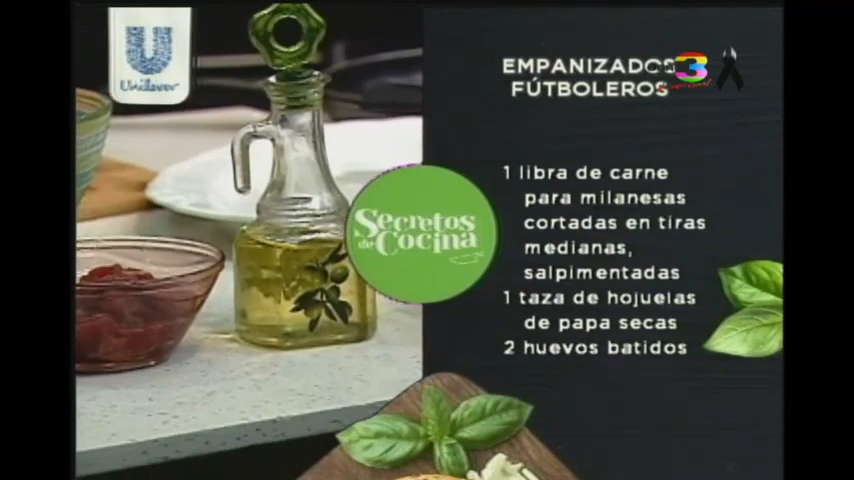 Unilever
EMPANIZADOS
FÚTBOLEROS
3
Secretos
de Cocina
1 libra de carne
para milanesas
cortadas en tiras
medianas,
salpimentadas
1 taza de hojuelas
de papa secas
2 huevos batidos